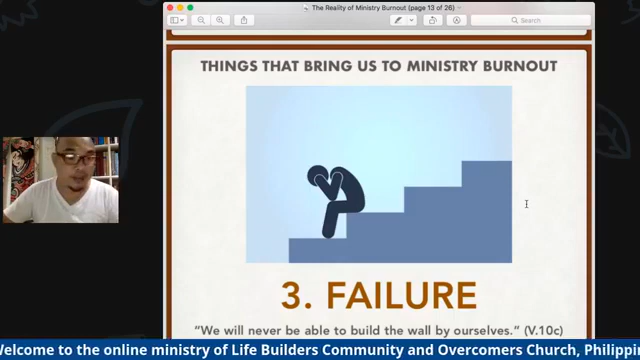 The Reality of Ministry Burnout (page 13 of 26)
Search
THINGS THAT BRING US TO MINISTRY BURNOUT
3. FAILURE
"We will never be able to build the wall by ourselves." (V.10c)
Welcome to the online ministry of Life Builders Community and Overcomers Church, Philippi